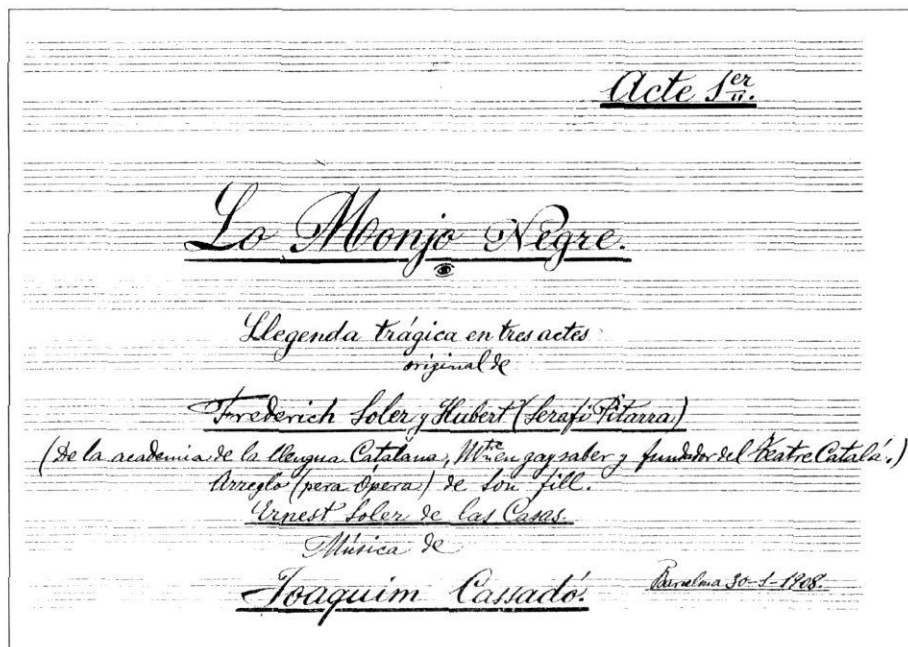 Acte 1er.
Lo Monjo Negre.
Llegenda trágica en tres actes
original de
Frederich Soler y Hubert (Serafi Pitarra)
(de la academia de la llengua Catalana, Mtre en gay saber y fundador del Teatre Catalá.)
Arreglo (pera ópera) de son fill.
Ernest Soler de las Casas.
Música de
Joaquim Cassadó.
Barcelona 30-1-1908.